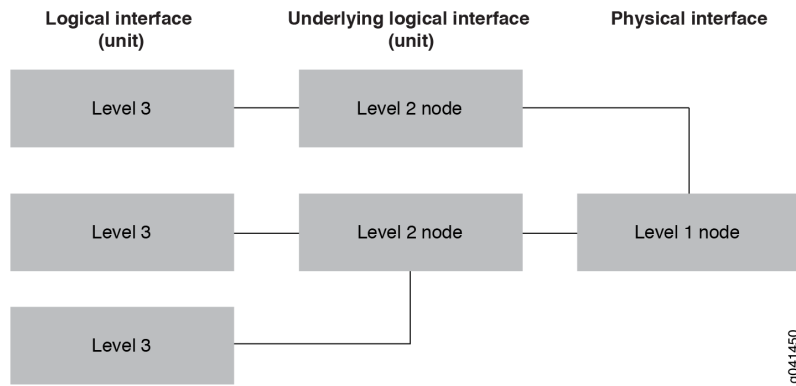 Logical interface
(unit)
Underlying logical interface
(unit)
Physical interface
Level 3
Level 2 node
Level 3
Level 2 node
Level 1 node
Level 3
g041450